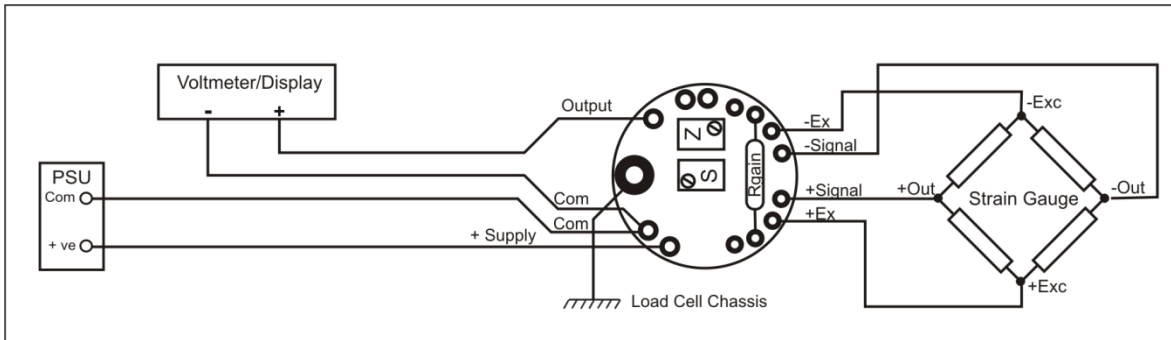 Voltmeter/Display
- +
PSU
Com
+ ve
Output
Com
Com
+ Supply
Z
S
Rgain
-Ex
-Signal
+Signal
+Ex
-Exc
+Out
Strain Gauge
-Out
+Exc
Load Cell Chassis